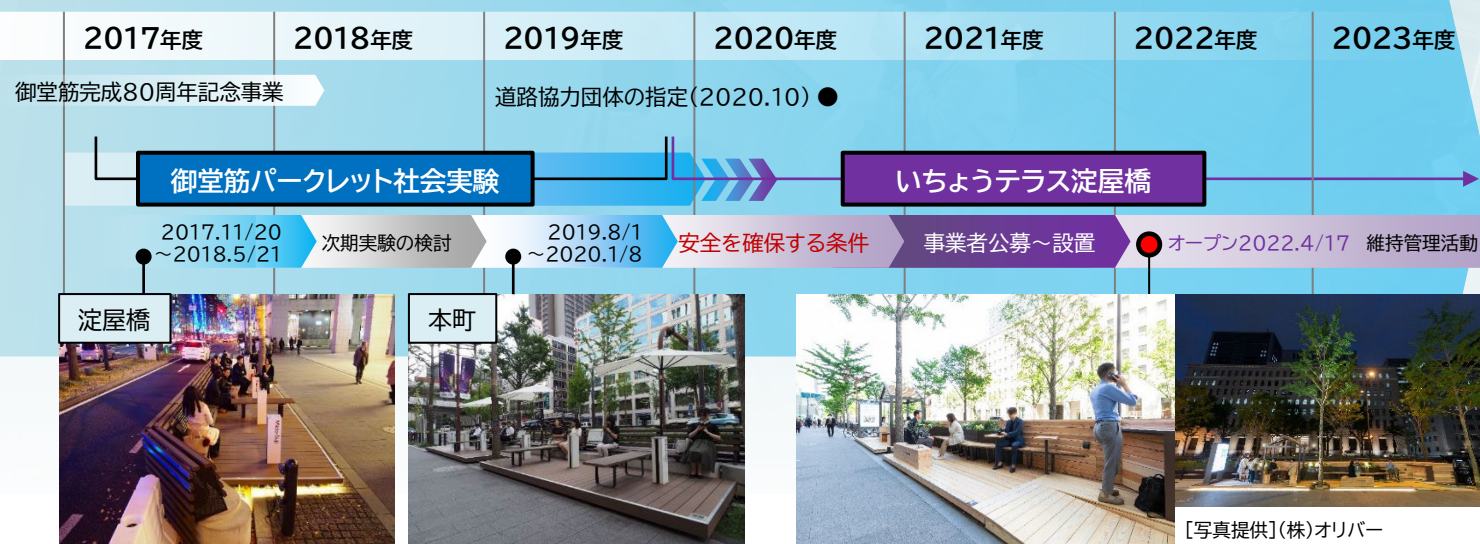 2017年度
2018年度
2019年度
2020年度
2021年度
2022年度
2023年度
御堂筋完成80周年記念事業
道路協力団体の指定(2020.10) ●
御堂筋パークレット社会実験
いちょうテラス淀屋橋
2017.11/20
～2018.5/21
次期実験の検討
2019.8/1
～2020.1/8
安全を確保する条件
事業者公募～設置
オープン2022.4/17
維持管理活動
淀屋橋
本町
[写真提供](株)オリバー